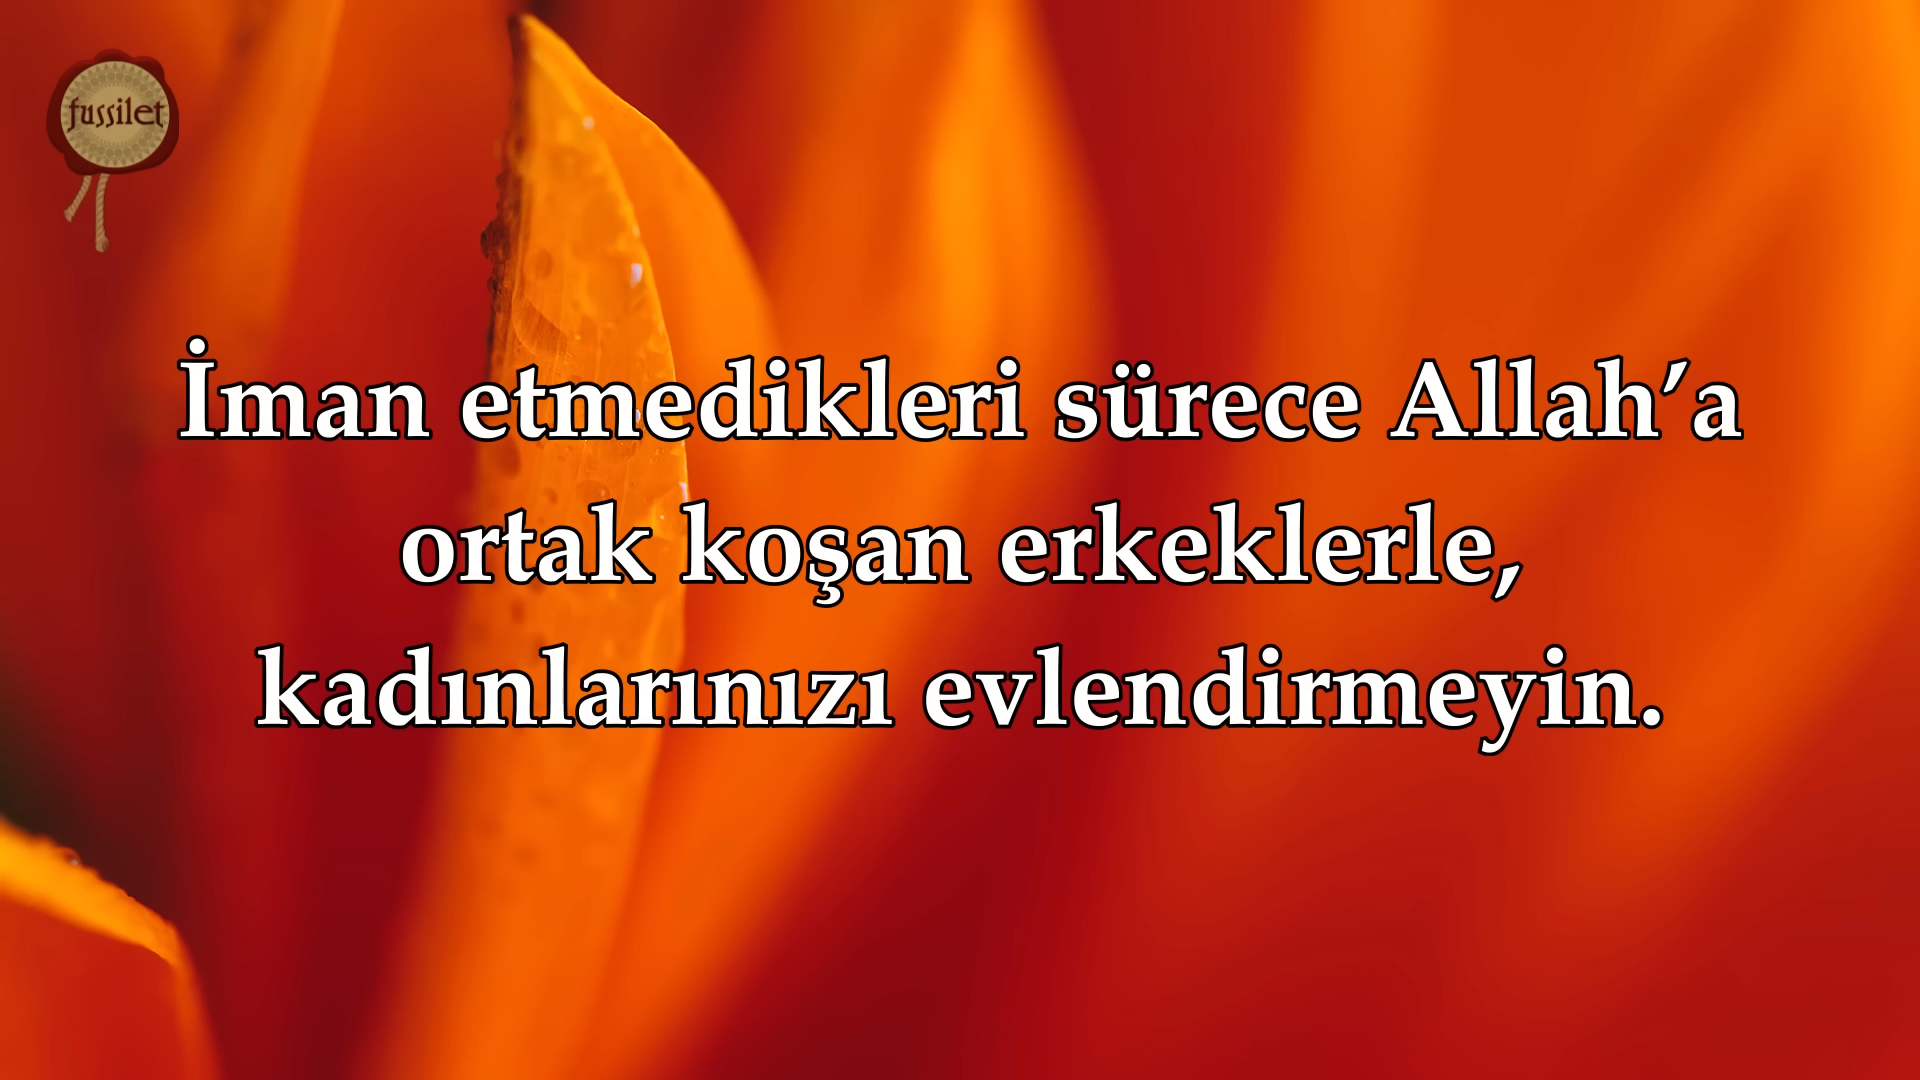 fussilet
İman etmedikleri sürece Allah’a
ortak koşan erkeklerle,
kadınlarınızı evlendirmeyin.